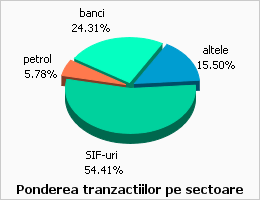 banci
24.31%
altele
15.50%
petrol
5.78%
SIF-uri
54.41%
Ponderea tranzactiilor pe sectoare